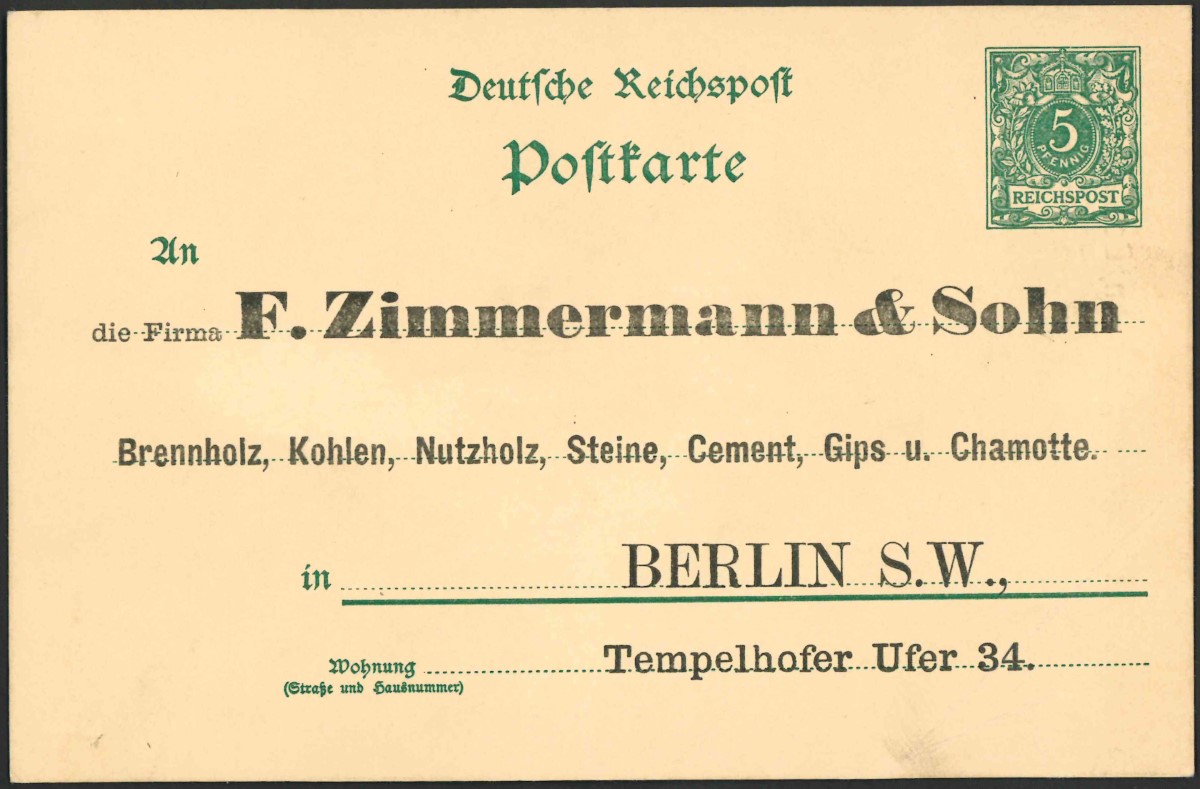 Deutſche Reichspoſt
Poſtkarte
5
PFENNIG
REICHSPOST
An
die Firma F. Zimmermann & Sohn
Brennholz, Kohlen, Nutzholz, Steine, Cement, Gips u. Chamotte.
in BERLIN S.W.,
Wohnung Tempelhofer Ufer 34.
(Straße und Hausnummer)